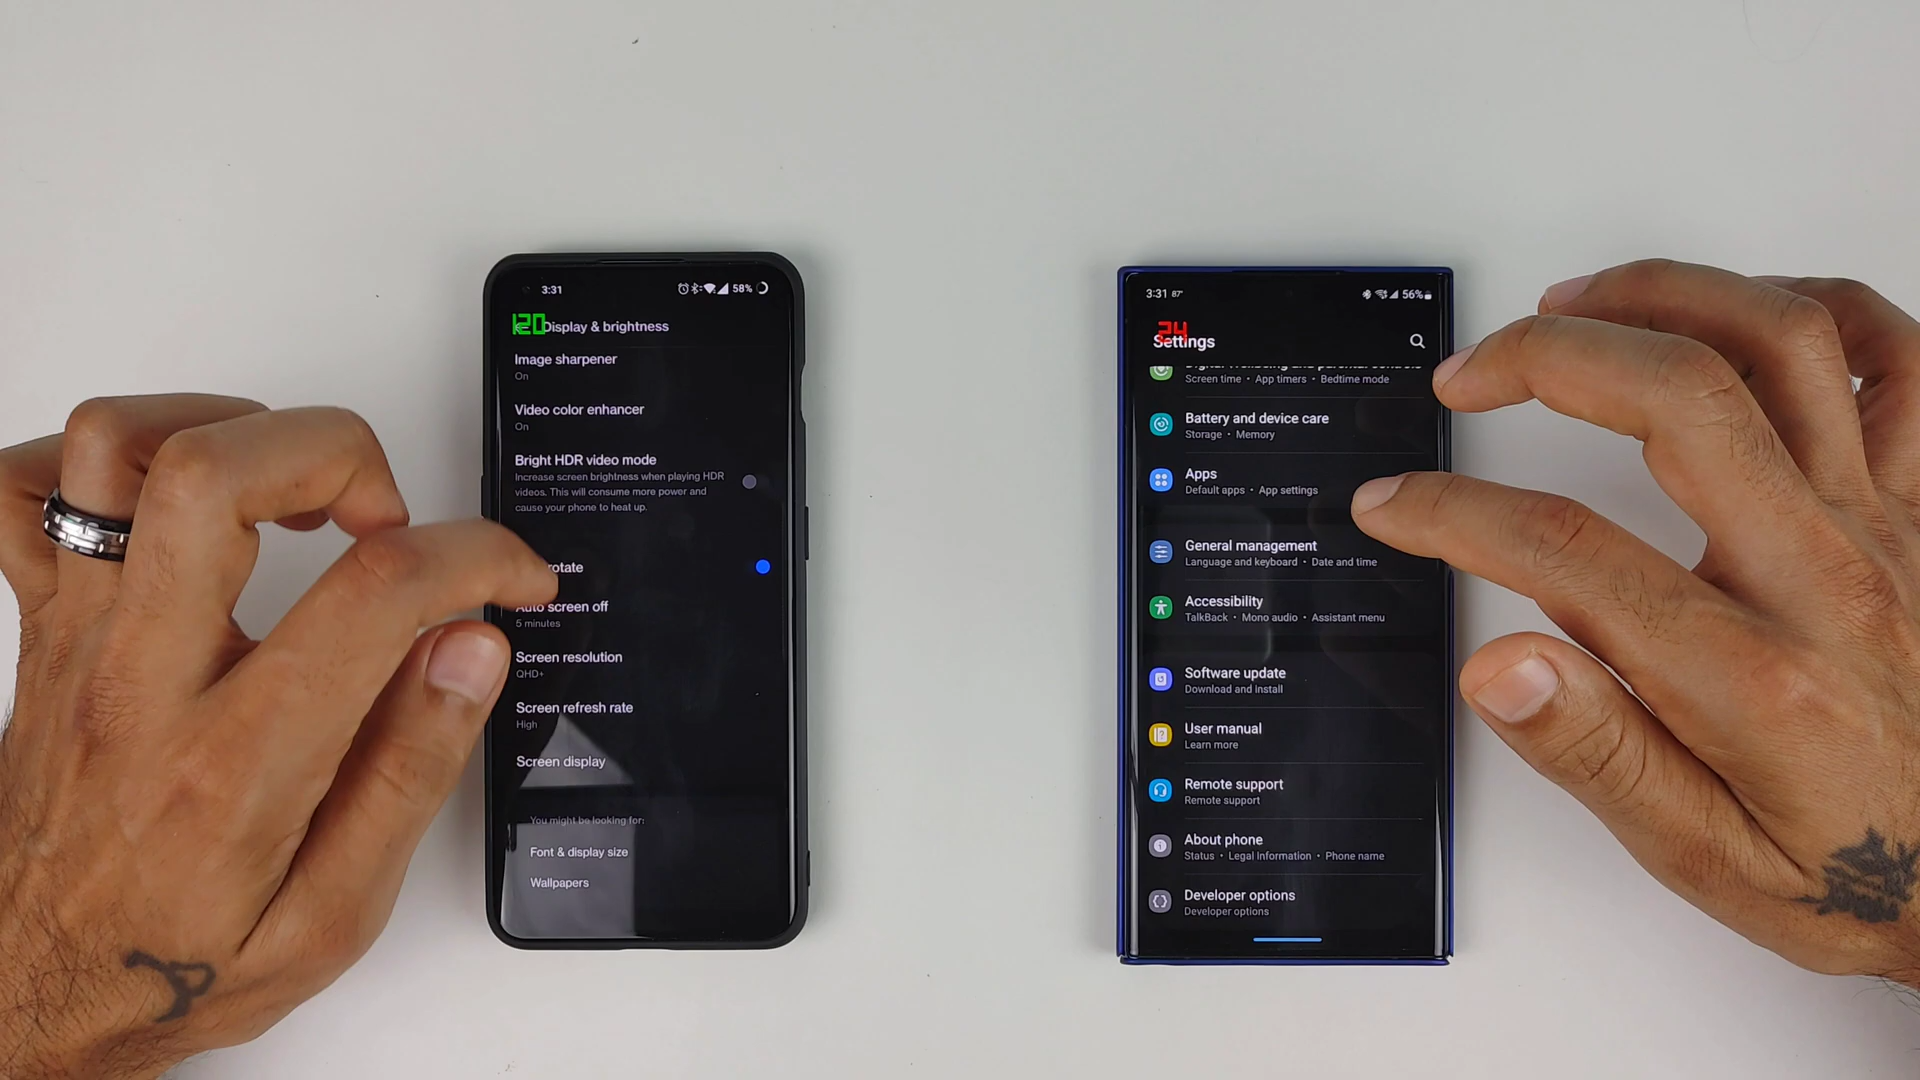 3:31
58%
120
Display & brightness
Image sharpener
On
Video color enhancer
On
Bright HDR video mode
Increase screen brightness when playing HDR
videos. This will consume more power and
cause your phone to heat up.
rotate
Auto screen off
5 minutes
Screen resolution
QHD+
Screen refresh rate
High
Screen display
You might be looking for:
Font & display size
Wallpapers
3:31 87°
56%
24
Settings
Digital Wellbeing and parental controls
Screen time • App timers • Bedtime mode
Battery and device care
Storage • Memory
Apps
Default apps • App settings
General management
Language and keyboard • Date and time
Accessibility
TalkBack • Mono audio • Assistant menu
Software update
Download and install
User manual
Learn more
Remote support
Remote support
About phone
Status • Legal information • Phone name
Developer options
Developer options